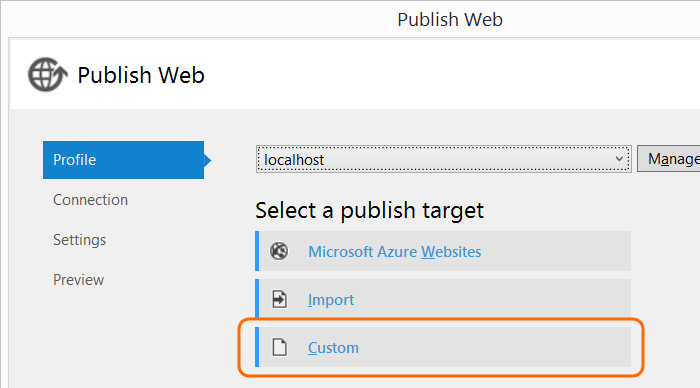 Publish Web
Publish Web
Profile
localhost
Manage
Connection
Select a publish target
Settings
Microsoft Azure Websites
Preview
Import
Custom